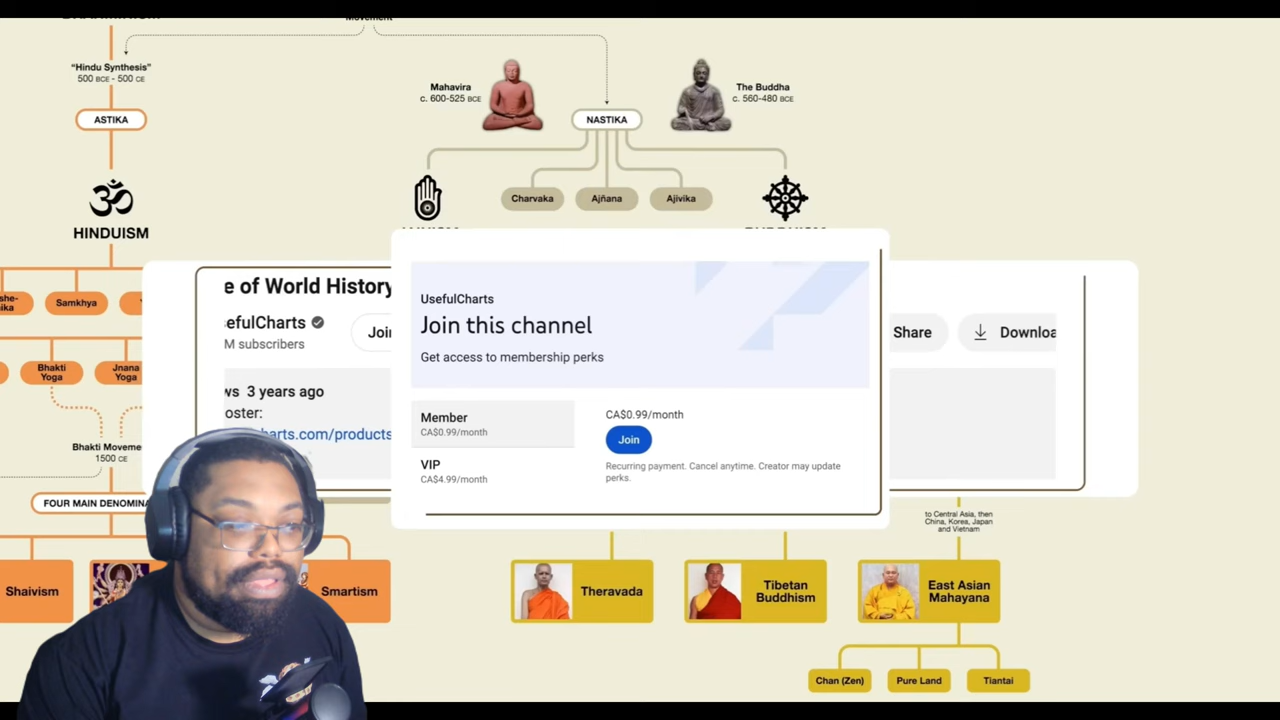 Movement
"Hindu Synthesis"
500 BCE - 500 CE
ASTIKA
HINDUISM
Mahavira
c. 600-525 BCE
NASTIKA
The Buddha
c. 560-480 BCE
Charvaka
Ajñana
Ajivika
Samkhya
Bhakti
Yoga
Jnana
Yoga
Bhakti Moveme
1500 CE
FOUR MAIN DENOMINA
Shaivism
Smartism
e of World History
sefulCharts
Joi
M subscribers
ws 3 years ago
oster:
charts.com/products
UsefulCharts
Join this channel
Get access to membership perks
Member
CA$0.99/month
VIP
CA$4.99/month
CA$0.99/month
Join
Recurring payment. Cancel anytime. Creator may update
perks.
Share
Downloa
to Central Asia, then
China, Korea, Japan
and Vietnam
Theravada
Tibetan
Buddhism
East Asian
Mahayana
Chan (Zen)
Pure Land
Tiantai